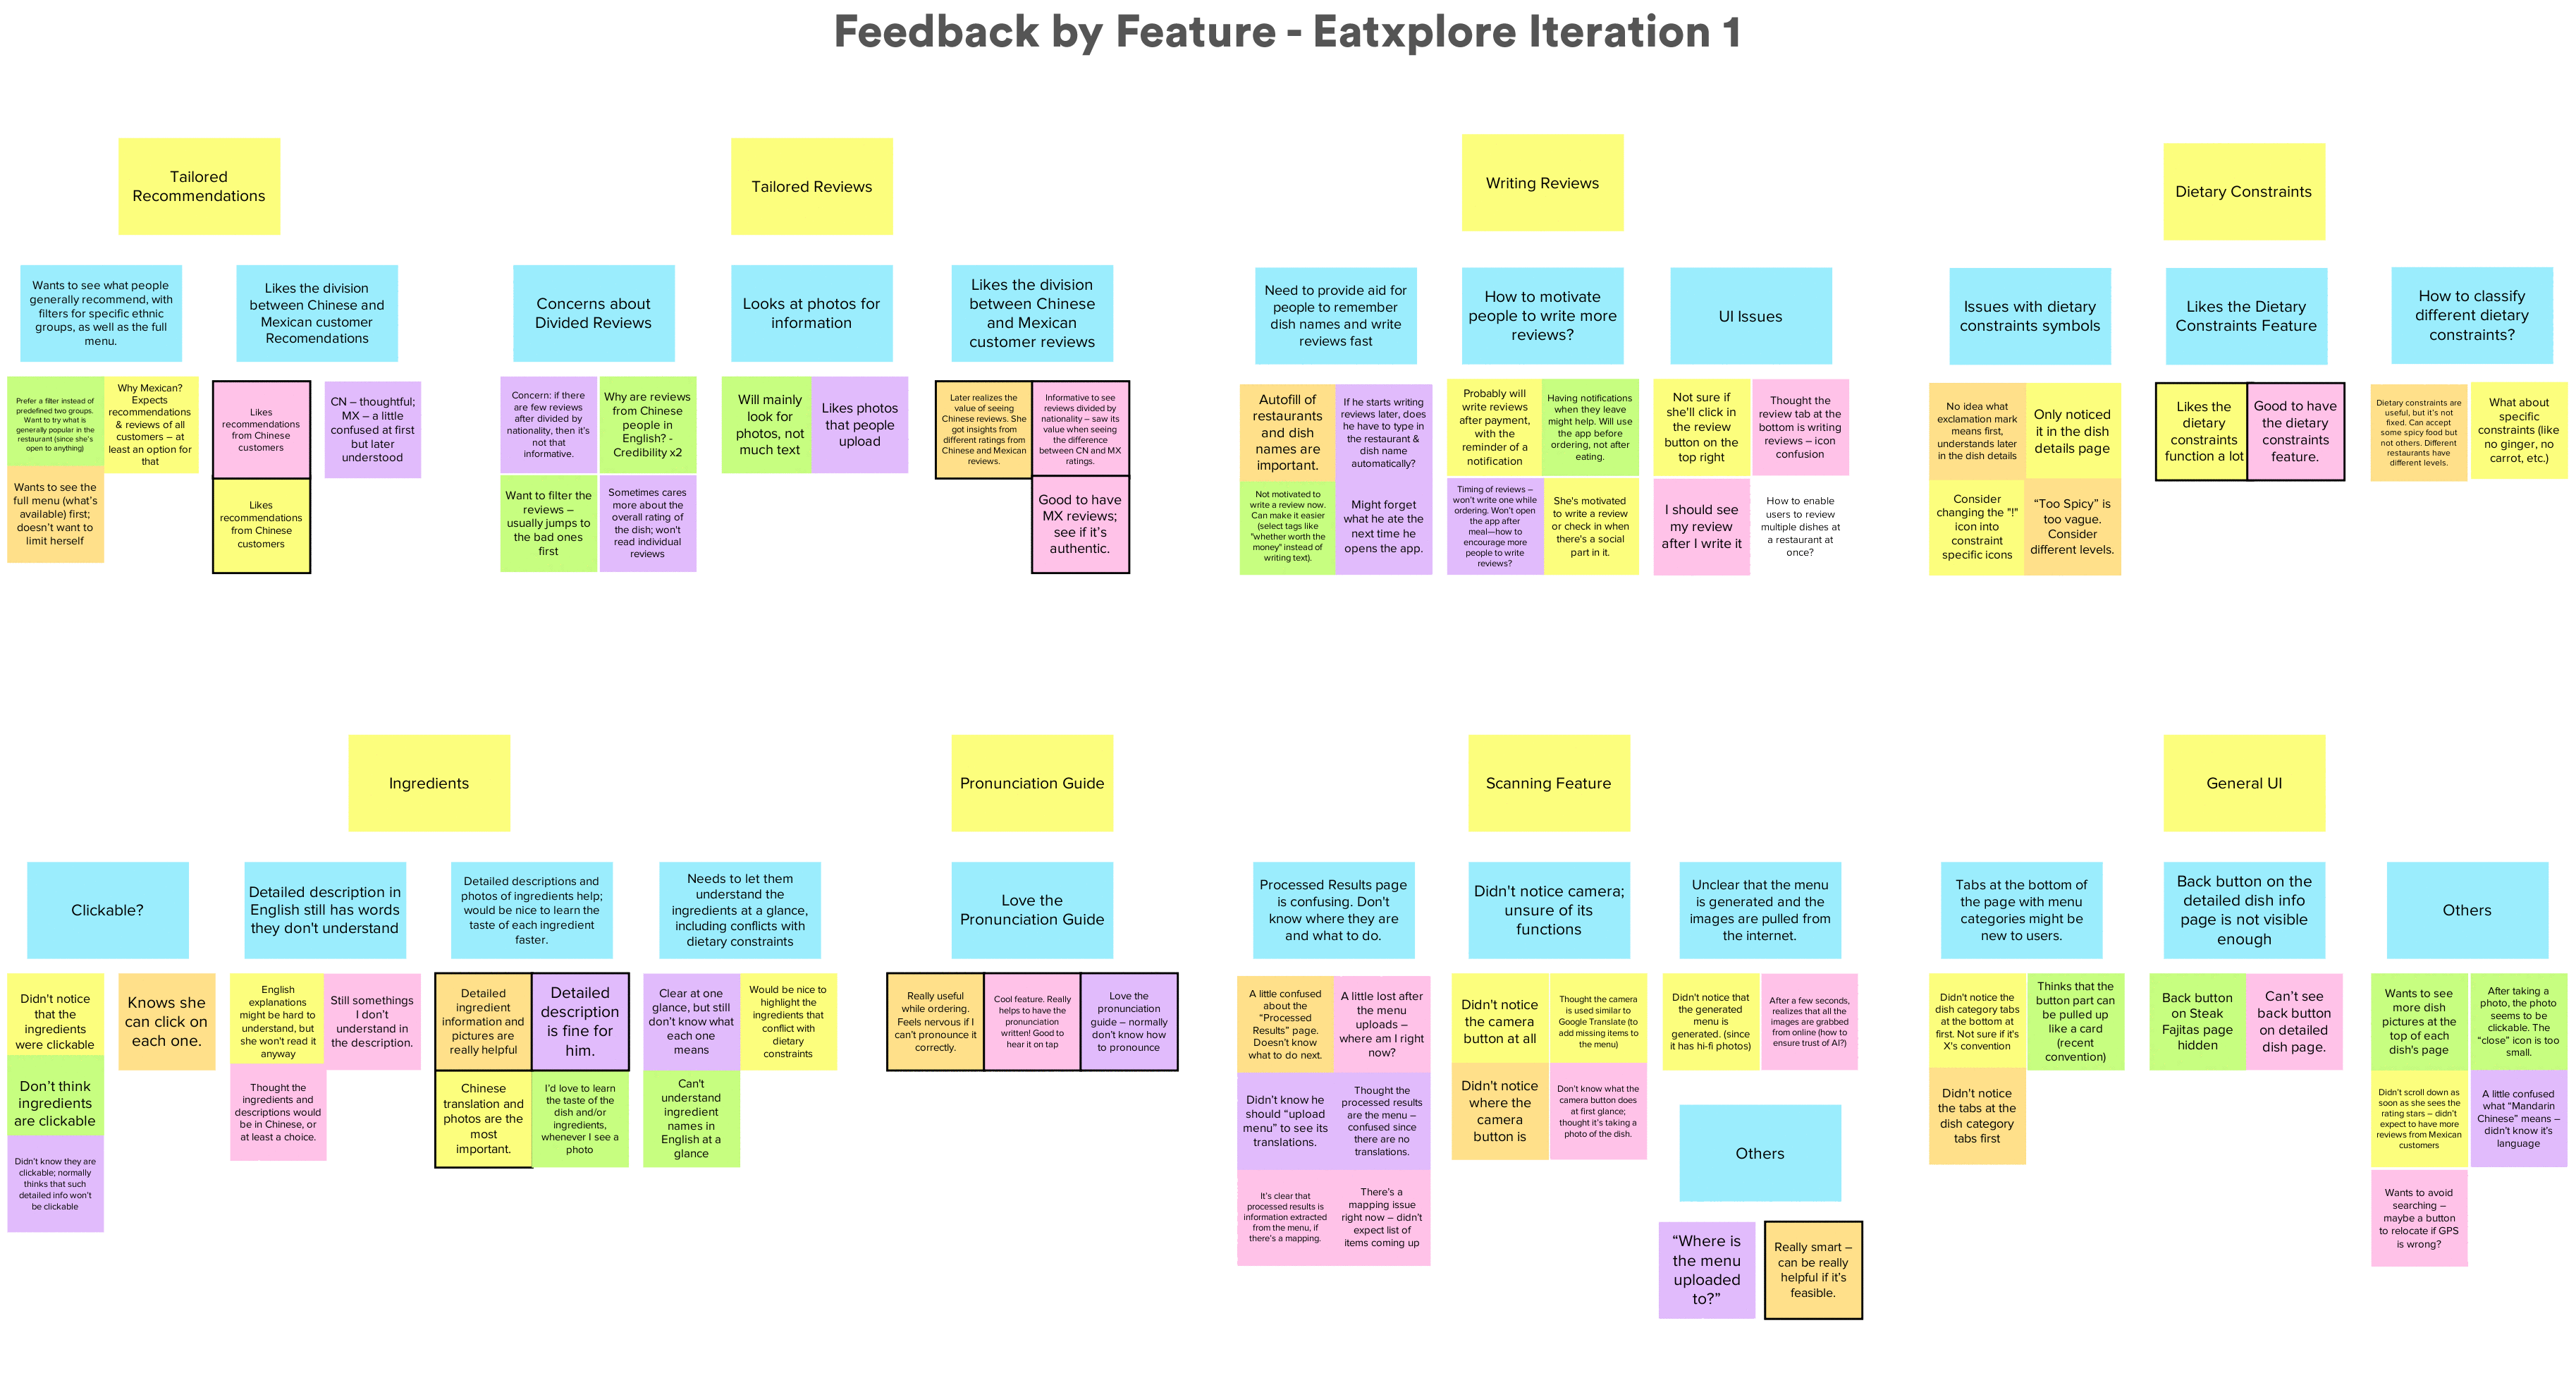 Feedback by Feature - Eatxplore Iteration 1
Tailored
Recommendations
Wants to see what people
generally recommend, with
filters for specific ethnic
groups, as well as the full
menu.
Prefer a filter instead of
predefined two groups.
Want to try what is
generally popular in the
restaurant (since she's
open to anything)
Why Mexican?
Expects
recommendations
& reviews of all
customers – at
least an option for
that
Wants to see the
full menu (what's
available) first;
doesn't want to
limit herself
Likes the division
between Chinese and
Mexican customer
Recomendations
Likes
recommendations
from Chinese
customers
CN – thoughtful;
MX – a little
confused at first
but later
understood
Likes
recommendations
from Chinese
customers
Tailored Reviews
Concerns about
Divided Reviews
Concern: if there
are few reviews
after divided by
nationality, then it's
not that
informative.
Why are reviews
from Chinese
people in
English? -
Credibility x2
Want to filter the
reviews –
usually jumps to
the bad ones
first
Sometimes cares
more about the
overall rating of
the dish; won't
read individual
reviews
Looks at photos for
information
Will mainly
look for
photos, not
much text
Likes photos
that people
upload
Likes the division
between Chinese
and Mexican
customer reviews
Later realizes the
value of seeing
Chinese reviews. She
got insights from
different ratings from
Chinese and Mexican
reviews.
Informative to see
reviews divided by
nationality – saw its
value when seeing
the difference
between CN and MX
ratings.
Good to have
MX reviews;
see if it's
authentic.
Writing Reviews
Need to provide aid for
people to remember
dish names and write
reviews fast
Autofill of
restaurants
and dish
names are
important.
If he starts writing
reviews later, does
he have to type in
the restaurant &
dish name
automatically?
Not motivated to
write a review now.
Can make it easier
(select tags like
"whether worth the
money" instead of
writing text).
Might forget
what he ate the
next time he
opens the app.
How to motivate
people to write more
reviews?
Probably will
write reviews
after payment,
with the
reminder of a
notification
Having notifications
when they leave
might help. Will use
the app before
ordering, not after
eating.
Timing of reviews –
won't write one while
ordering. Won't open
the app after
meal—how to
encourage more
people to write
reviews?
She's motivated
to write a review
or check in when
there's a social
part in it.
UI Issues
Not sure if
she'll click in
the review
button on the
top right
Thought the
review tab at the
bottom is writing
reviews – icon
confusion
I should see
my review
after I write it
How to enable
users to review
multiple dishes at
a restaurant at
once?
Dietary Constraints
Issues with dietary
constraints symbols
No idea what
exclamation mark
means first,
understands later
in the dish details
Only noticed
it in the dish
details page
Consider
changing the "!"
icon into
constraint
specific icons
“Too Spicy” is
too vague.
Consider
different levels.
Likes the Dietary
Constraints Feature
Likes the
dietary
constraints
function a lot
Good to have
the dietary
constraints
feature.
How to classify
different dietary
constraints?
Dietary constraints are
useful, but it's not
fixed. Can accept
some spicy food but
not others. Different
restaurants have
different levels.
What about
specific
constraints (like
no ginger, no
carrot, etc.)
Ingredients
Clickable?
Didn't notice
that the
ingredients
were clickable
Knows she
can click on
each one.
Don't think
ingredients
are clickable
Didn't know they are
clickable; normally
thinks that such
detailed info won't
be clickable
Detailed description in
English still has words
they don't understand
English
explanations
might be hard to
understand, but
she won't read it
anyway
Still somethings
I don't
understand in
the description.
Thought the
ingredients and
descriptions would
be in Chinese, or
at least a choice.
Detailed descriptions and
photos of ingredients help;
would be nice to learn the
taste of each ingredient
faster.
Detailed
ingredient
information and
pictures are
really helpful
Detailed
description
is fine for
him.
Chinese
translation and
photos are the
most
important.
I'd love to learn
the taste of the
dish and/or
ingredients,
whenever I see a
photo
Needs to let them
understand the
ingredients at a glance,
including conflicts with
dietary constraints
Clear at one
glance, but still
don't know what
each one
means
Would be nice to
highlight the
ingredients that
conflict with
dietary
constraints
Can't
understand
ingredient
names in
English at a
glance
Pronunciation Guide
Love the
Pronunciation Guide
Really useful
while ordering.
Feels nervous if I
can't pronounce it
correctly.
Cool feature. Really
helps to have the
pronunciation
written! Good to
hear it on tap
Love the
pronunciation
guide – normally
don't know how
to pronounce
Scanning Feature
Processed Results page
is confusing. Don't
know where they are
and what to do.
A little confused
about the
“Processed
Results” page.
Doesn't know
what to do next.
A little lost after
the menu
uploads –
where am I right
now?
Didn't know he
should “upload
menu” to see its
translations.
Thought the
processed results
are the menu –
confused since
there are no
translations.
It's clear that
processed results is
information extracted
from the menu, if
there's a mapping.
There's a
mapping issue
right now – didn't
expect list of
items coming up
Didn't notice camera;
unsure of its
functions
Didn't notice
the camera
button at all
Thought the camera
is used similar to
Google Translate (to
add missing items to
the menu)
Didn't notice
where the
camera
button is
Don't know what the
camera button does
at first glance;
thought it's taking a
photo of the dish.
Unclear that the menu
is generated and the
images are pulled from
the internet.
Didn't notice that
the generated
menu is
generated. (since
it has hi-fi photos)
After a few seconds,
realizes that all the
images are grabbed
from online (how to
ensure trust of AI?)
Others
“Where is
the menu
uploaded
to?”
Really smart –
can be really
helpful if it's
feasible.
General UI
Tabs at the bottom of
the page with menu
categories might be
new to users.
Didn't notice the
dish category tabs
at the bottom at
first. Not sure if it's
X's convention
Thinks that the
button part can
be pulled up
like a card
(recent
convention)
Didn't notice
the tabs at the
dish category
tabs first
Back button on the
detailed dish info
page is not visible
enough
Back button
on Steak
Fajitas page
hidden
Can't see
back button
on detailed
dish page.
Others
Wants to see
more dish
pictures at the
top of each
dish's page
After taking a
photo, the photo
seems to be
clickable. The
“close” icon is too
small.
Didn't scroll down as
soon as she sees the
rating stars – didn't
expect to have more
reviews from Mexican
customers
A little confused
what “Mandarin
Chinese” means –
didn't know it's
language
Wants to avoid
searching –
maybe a button
to relocate if GPS
is wrong?